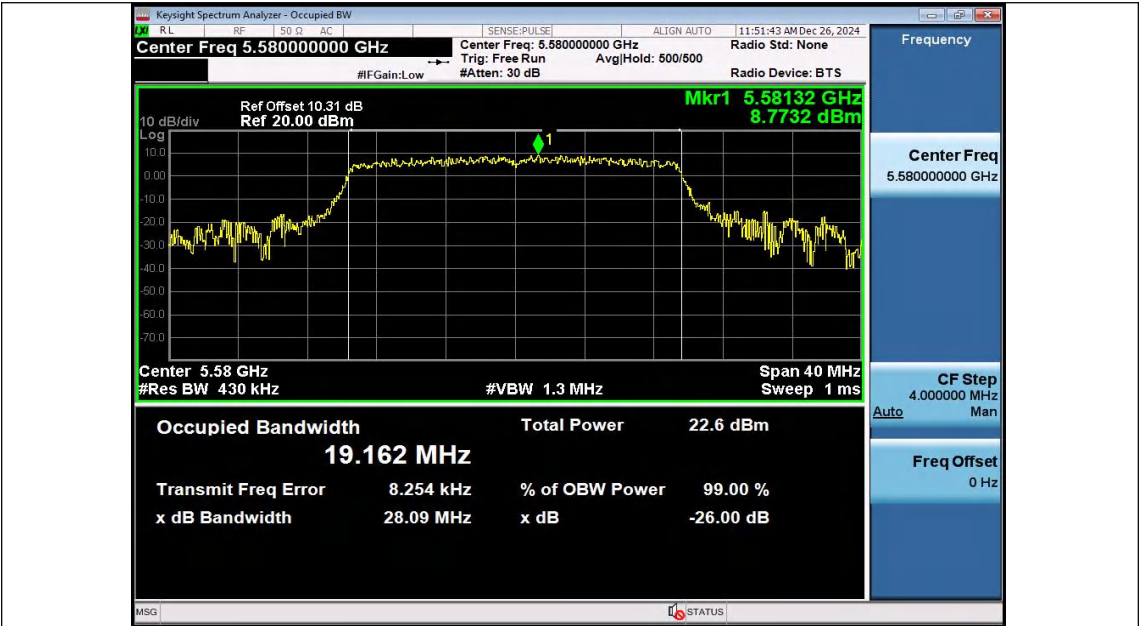 Keysight Spectrum Analyzer - Occupied BW
LXI RL RF 50 Ω AC SENSE:PULSE ALIGN AUTO 11:51:43 AM Dec 26, 2024
Center Freq 5.580000000 GHz Center Freq: 5.580000000 GHz Radio Std: None
Trig: Free Run Avg|Hold: 500/500
#IFGain:Low #Atten: 30 dB Radio Device: BTS
Frequency
Mkr1 5.58132 GHz
8.7732 dBm
Ref Offset 10.31 dB
10 dB/div Ref 20.00 dBm
Log
10.0
0.00
-10.0
-20.0
-30.0
-40.0
-50.0
-60.0
-70.0
1
Center 5.58 GHz Span 40 MHz
#Res BW 430 kHz #VBW 1.3 MHz Sweep 1 ms
Center Freq
5.580000000 GHz
CF Step
4.000000 MHz
Auto Man
Freq Offset
0 Hz
Occupied Bandwidth Total Power 22.6 dBm
19.162 MHz
Transmit Freq Error 8.254 kHz % of OBW Power 99.00 %
x dB Bandwidth 28.09 MHz x dB -26.00 dB
MSG STATUS